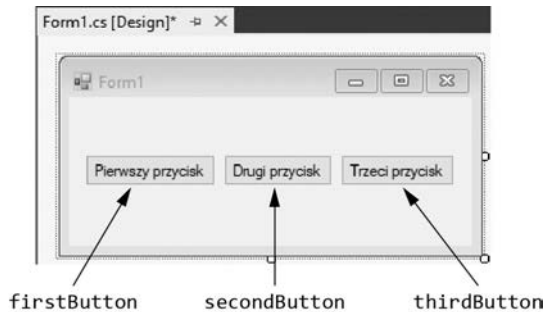 Form1.cs [Design]*
Form1
Pierwszy przycisk Drugi przycisk Trzeci przycisk
firstButton secondButton thirdButton